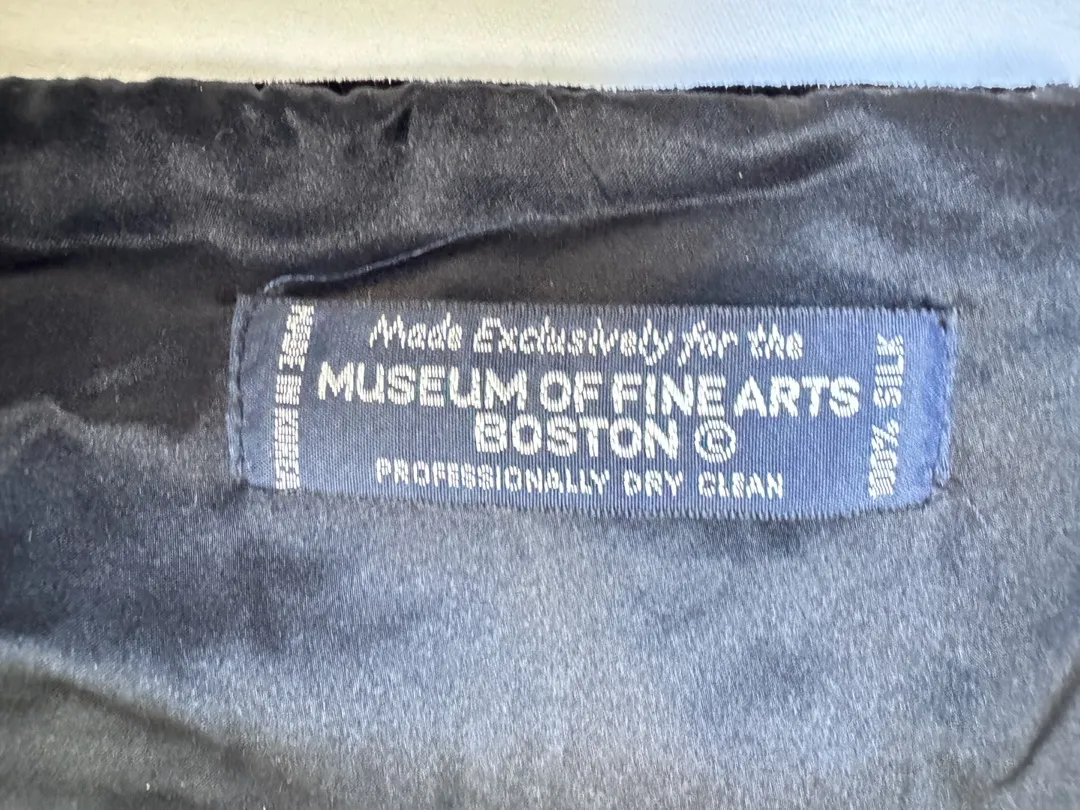 Made Exclusively for the
MUSEUM OF FINE ARTS
BOSTON ©
PROFESSIONALLY DRY CLEAN
100% SILK